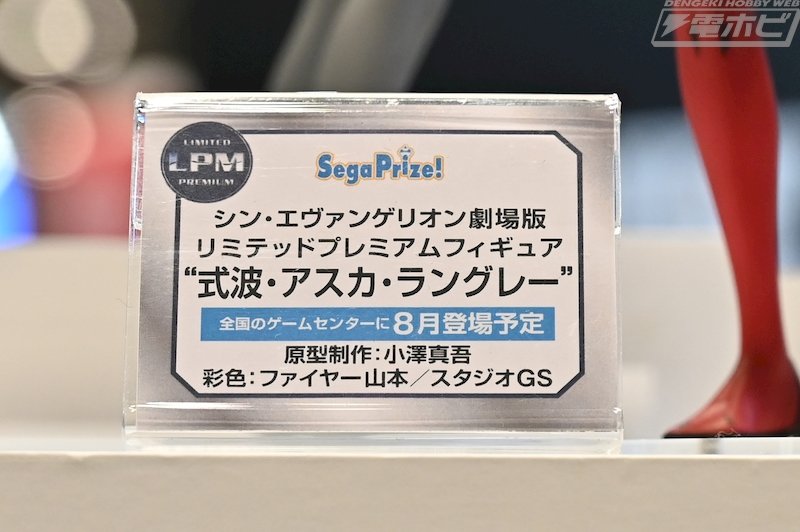 DENGEKI HOBBY WEB
電ホビ
LIMITED
LPM
PREMIUM
SegaPrize!
シン・エヴァンゲリオン劇場版
リミテッドプレミアムフィギュア
“式波・アスカ・ラングレー”
全国のゲームセンターに8月登場予定
原型制作:小澤真吾
彩色:ファイヤー山本/スタジオGS